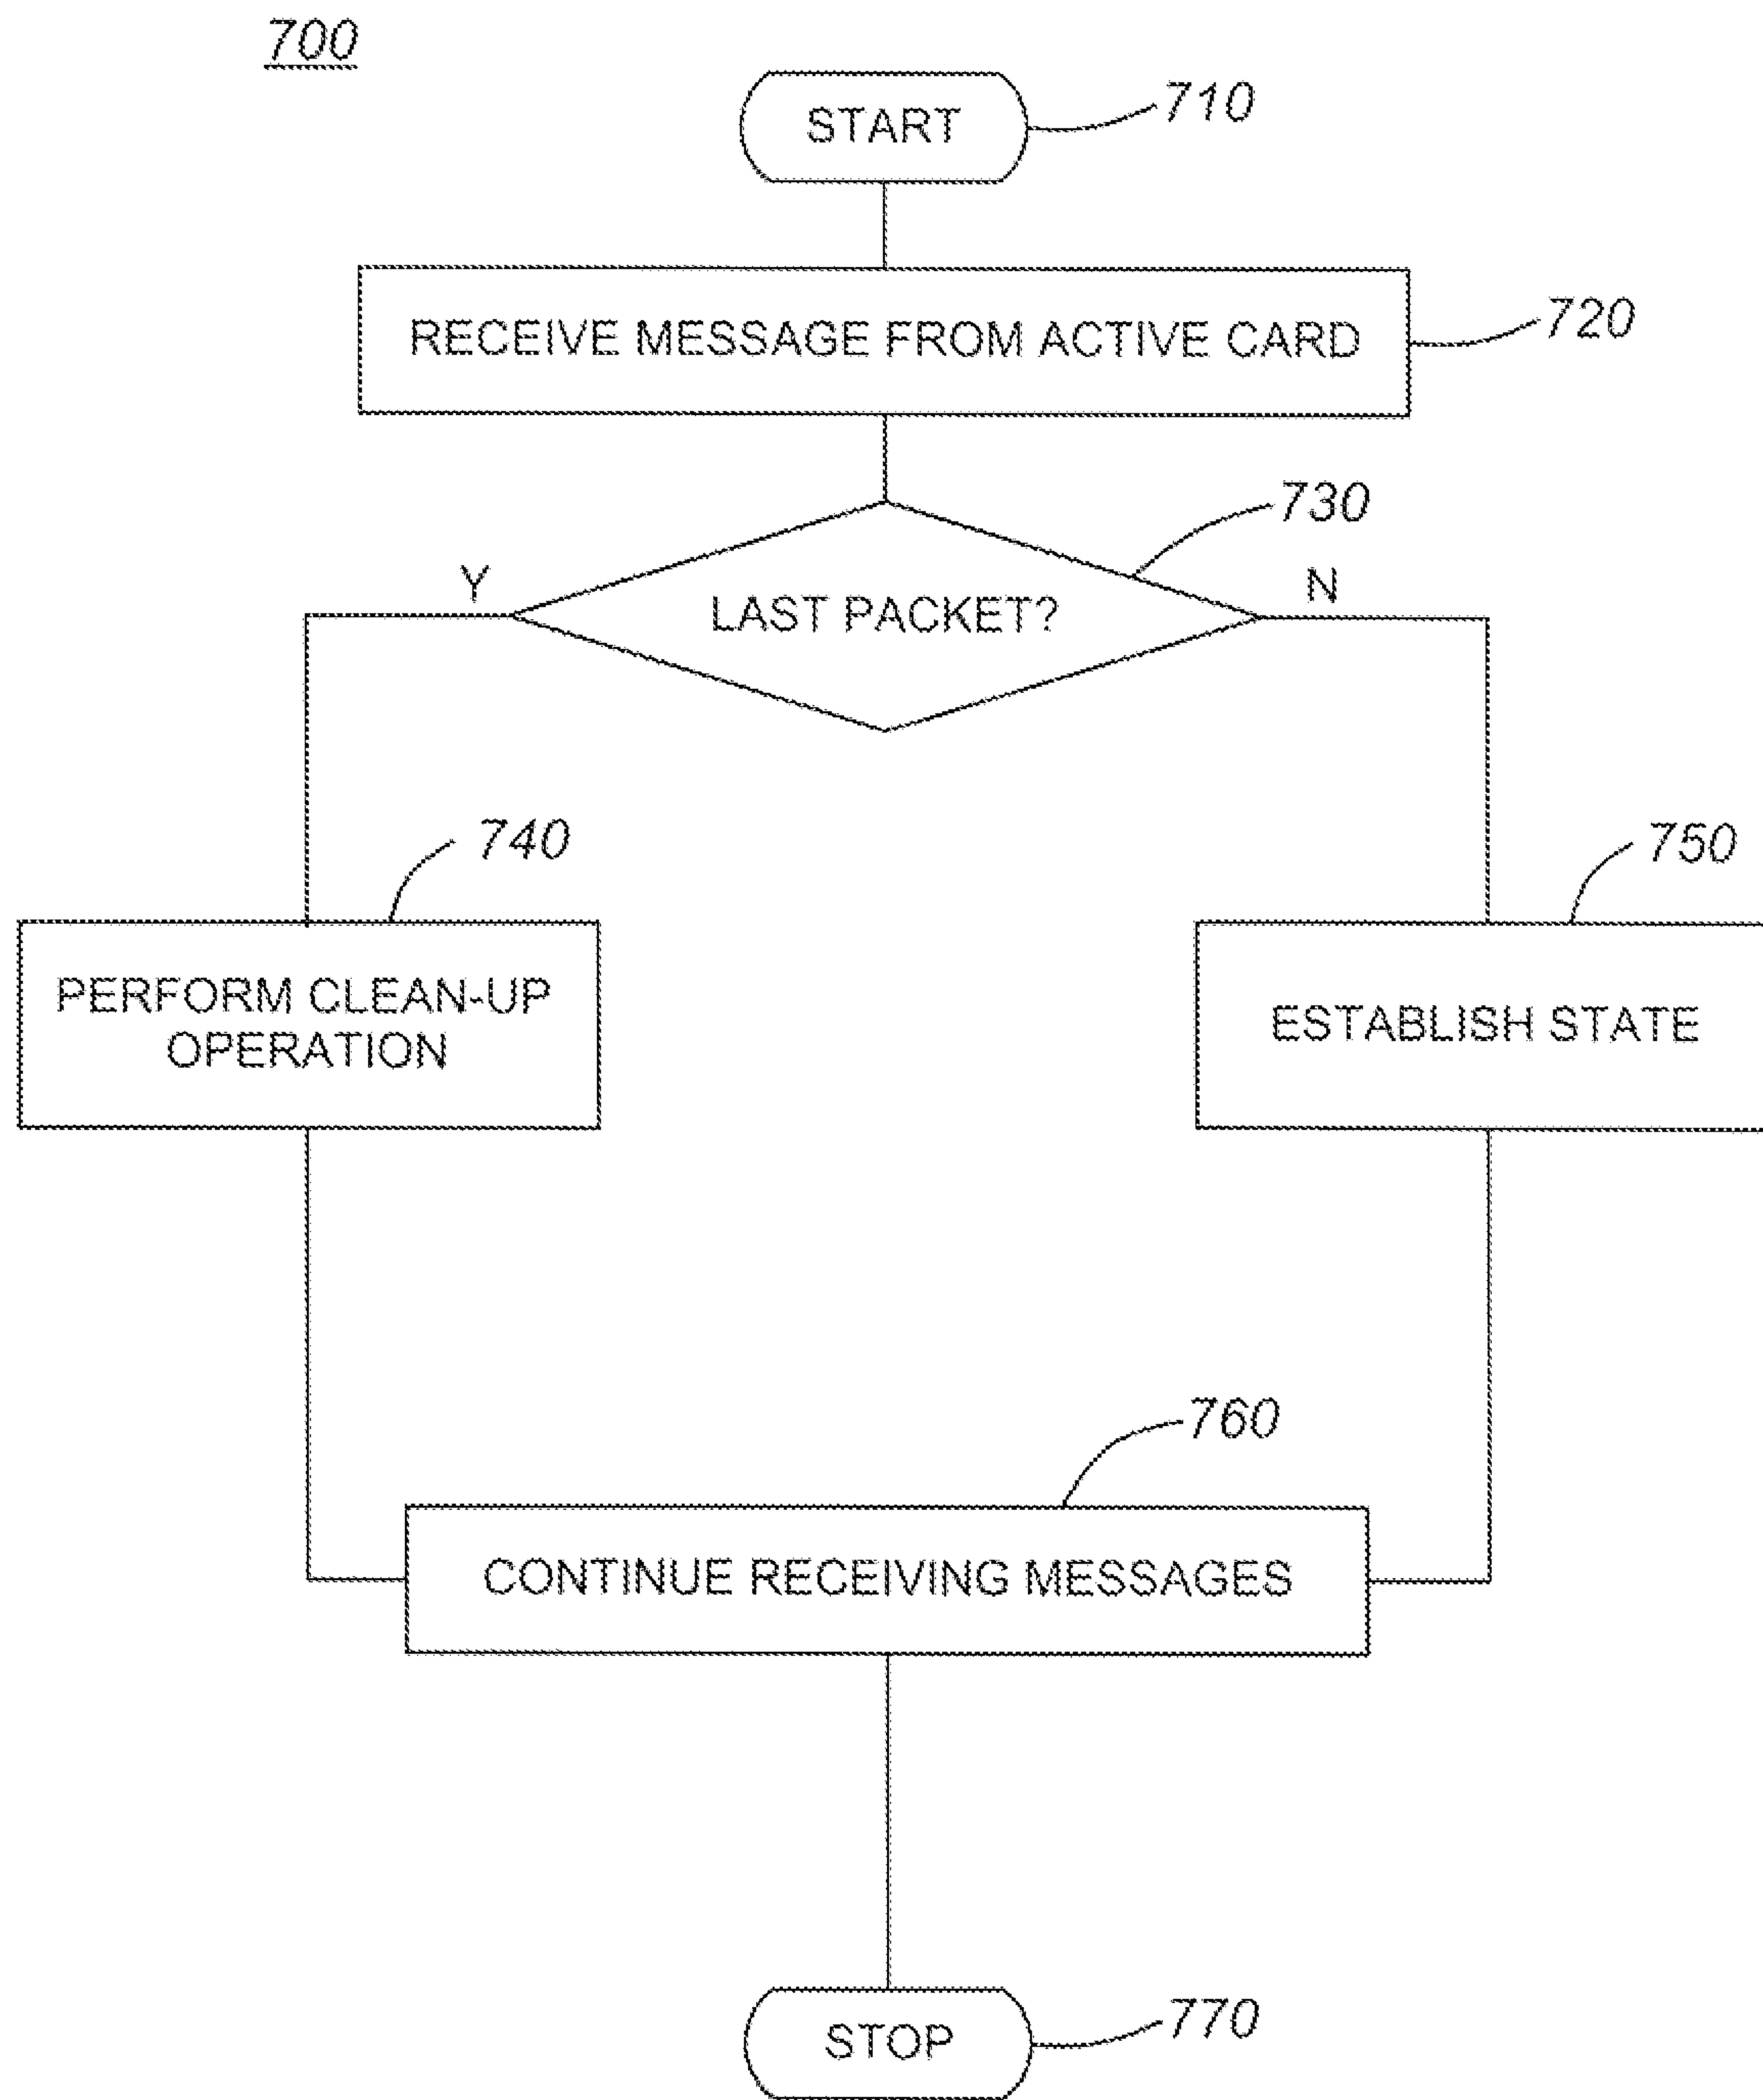 700
START
710
RECEIVE MESSAGE FROM ACTIVE CARD
720
730
Y
LAST PACKET?
N
740
750
PERFORM CLEAN-UP
OPERATION
ESTABLISH STATE
760
CONTINUE RECEIVING MESSAGES
STOP
770